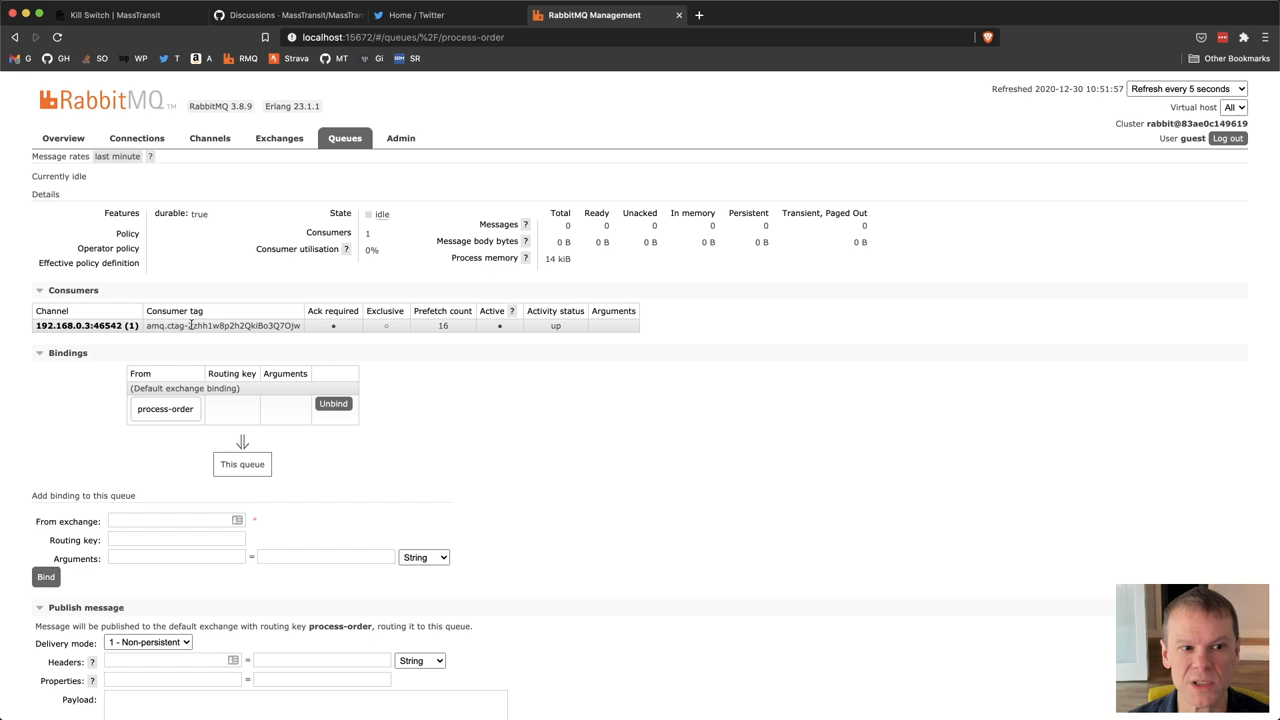 Kill Switch | MassTransit
Discussions · MassTransit/MassTran
Home / Twitter
RabbitMQ Management
localhost:15672/#/queues/%2F/process-order
G GH SO WP T A RMQ Strava MT Gi SR Other Bookmarks
Refreshed 2020-12-30 10:51:57 Refresh every 5 seconds
RabbitMQ TM RabbitMQ 3.8.9 Erlang 23.1.1
Virtual host All
Cluster rabbit@83ae0c149619
User guest Log out
Overview Connections Channels Exchanges Queues Admin
Message rates last minute ?
Currently idle
Details
Features durable: true
Policy
Operator policy
Effective policy definition
State idle
Consumers 1
Consumer utilisation ? 0%
Total Ready Unacked In memory Persistent Transient, Paged Out
Messages ? 0 0 0 0 0 0
Message body bytes ? 0 B 0 B 0 B 0 B 0 B 0 B
Process memory ? 14 kiB
Consumers
Channel Consumer tag Ack required Exclusive Prefetch count Active ? Activity status Arguments
192.168.0.3:46542 (1) 16 up
Bindings
From Routing key Arguments
(Default exchange binding)
process-order Unbind
⇓
This queue
Add binding to this queue
From exchange: *
Routing key:
Arguments: = String
Bind
Publish message
Message will be published to the default exchange with routing key process-order, routing it to this queue.
Delivery mode: 1 - Non-persistent
Headers: ? = String
Properties: ? =
Payload: